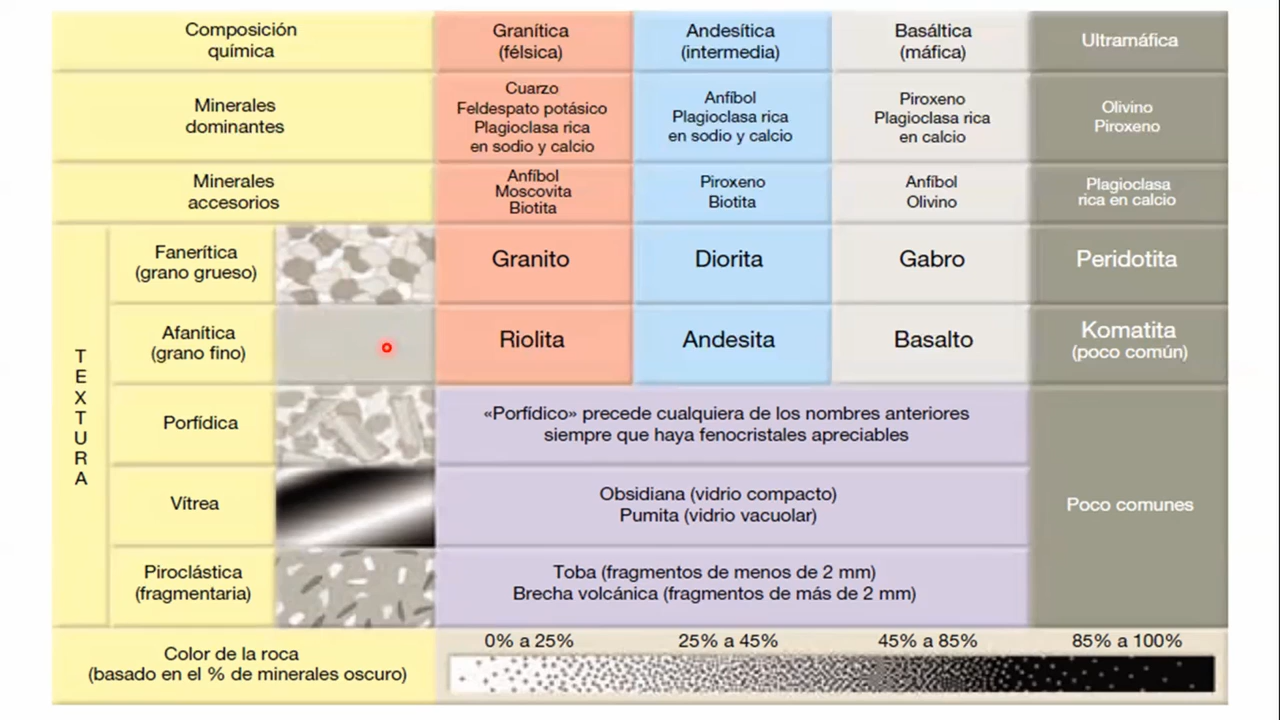 Composición
química
Granítica
(félsica)
Andesítica
(intermedia)
Basáltica
(máfica)
Ultramáfica
Minerales
dominantes
Cuarzo
Feldespato potásico
Plagioclasa rica
en sodio y calcio
Anfíbol
Plagioclasa rica
en sodio y calcio
Piroxeno
Plagioclasa rica
en calcio
Olivino
Piroxeno
Minerales
accesorios
Anfíbol
Moscovita
Biotita
Piroxeno
Biotita
Anfíbol
Olivino
Plagioclasa
rica en calcio
TEXTURA
Fanerítica
(grano grueso)
Granito
Diorita
Gabro
Peridotita
Afanítica
(grano fino)
Riolita
Andesita
Basalto
Komatita
(poco común)
Porfídica
«Porfídico» precede cualquiera de los nombres anteriores
siempre que haya fenocristales apreciables
Vítrea
Obsidiana (vidrio compacto)
Pumita (vidrio vacuolar)
Poco comunes
Piroclástica
(fragmentaria)
Toba (fragmentos de menos de 2 mm)
Brecha volcánica (fragmentos de más de 2 mm)
Color de la roca
(basado en el % de minerales oscuro)
0% a 25%
25% a 45%
45% a 85%
85% a 100%